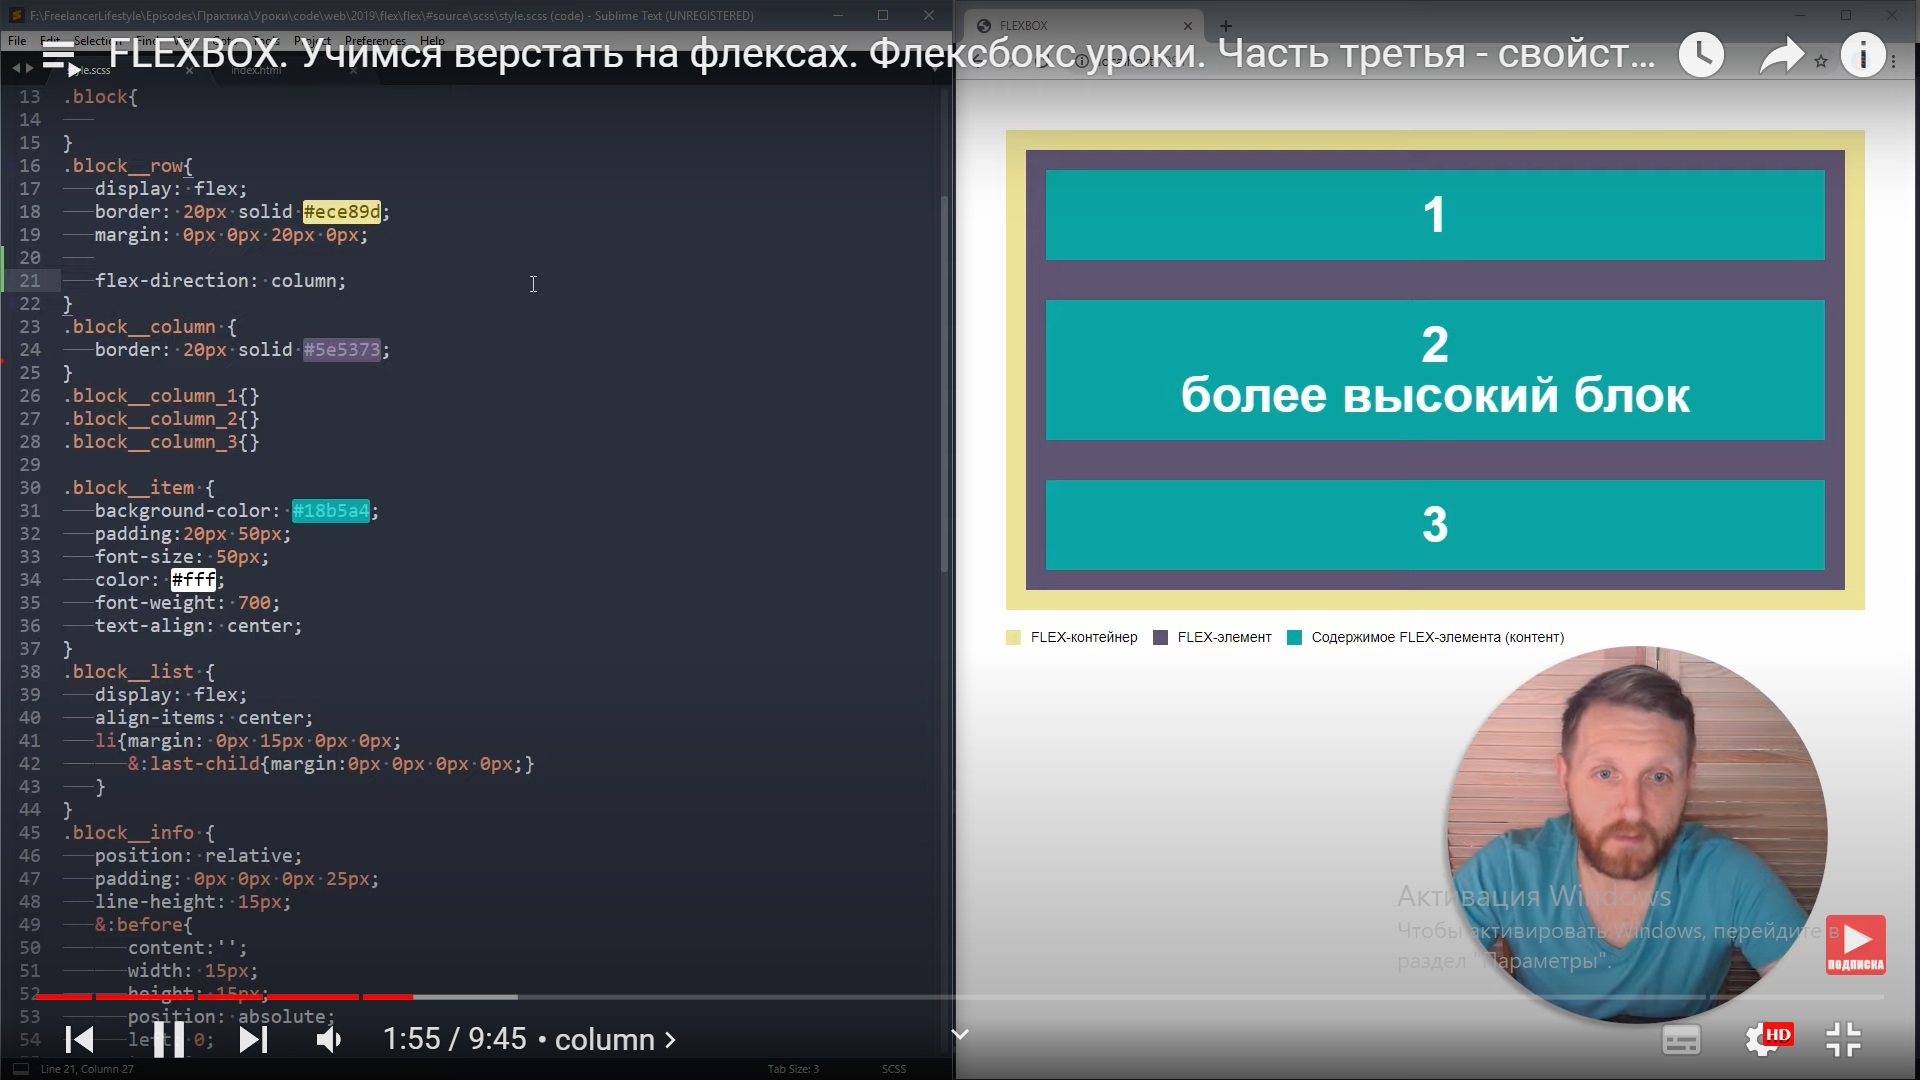 F:\FreelancerLifestyle\Episodes\Практика\Уроки\code\web\2019\flex\flex\#source\scss\style.scss (code) - Sublime Text (UNREGISTERED)
File Edit Selection Find View Goto Tools Project Preferences Help
FLEXBOX. Учимся верстать на флексах. Флексбокс уроки. Часть третья - свойст...
style.scss index.html
13 .block{
14
15 }
16 .block__row{
17 display: flex;
18 border: 20px solid #ece89d;
19 margin: 0px 0px 20px 0px;
20
21 flex-direction: column;
22 }
23 .block__column {
24 border: 20px solid #5e5373;
25 }
26 .block__column_1{}
27 .block__column_2{}
28 .block__column_3{}
29
30 .block__item {
31 background-color: #18b5a4;
32 padding:20px 50px;
33 font-size: 50px;
34 color: #fff;
35 font-weight: 700;
36 text-align: center;
37 }
38 .block__list {
39 display: flex;
40 align-items: center;
41 li{margin: 0px 15px 0px 0px;
42 &:last-child{margin:0px 0px 0px 0px;}
43 }
44 }
45 .block__info {
46 position: relative;
47 padding: 0px 0px 0px 25px;
48 line-height: 15px;
49 &:before{
50 content:'';
51 width: 15px;
52 height: 15px;
53 position: absolute;
54 left: 0;
1:55 / 9:45 • column
Line 21, Column 27
Tab Size: 3
SCSS
FLEXBOX
1
2
более высокий блок
3
FLEX-контейнер FLEX-элемент Содержимое FLEX-элемента (контент)
Активация Windows
Чтобы активировать Windows, перейдите в
раздел "Параметры".
ПОДПИСКА
HD